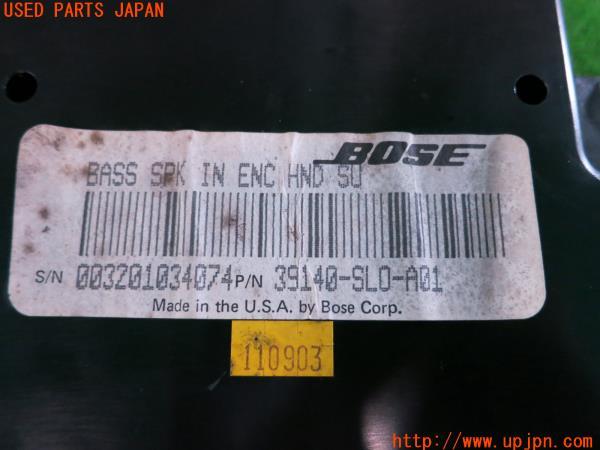 USED PARTS JAPAN
BOSE
BASS SPK IN ENC HND SU
S/N 003201034074 P/N 39140-SL0-A01
Made in the U.S.A. by Bose Corp.
110903
http://www.upjpn.com/